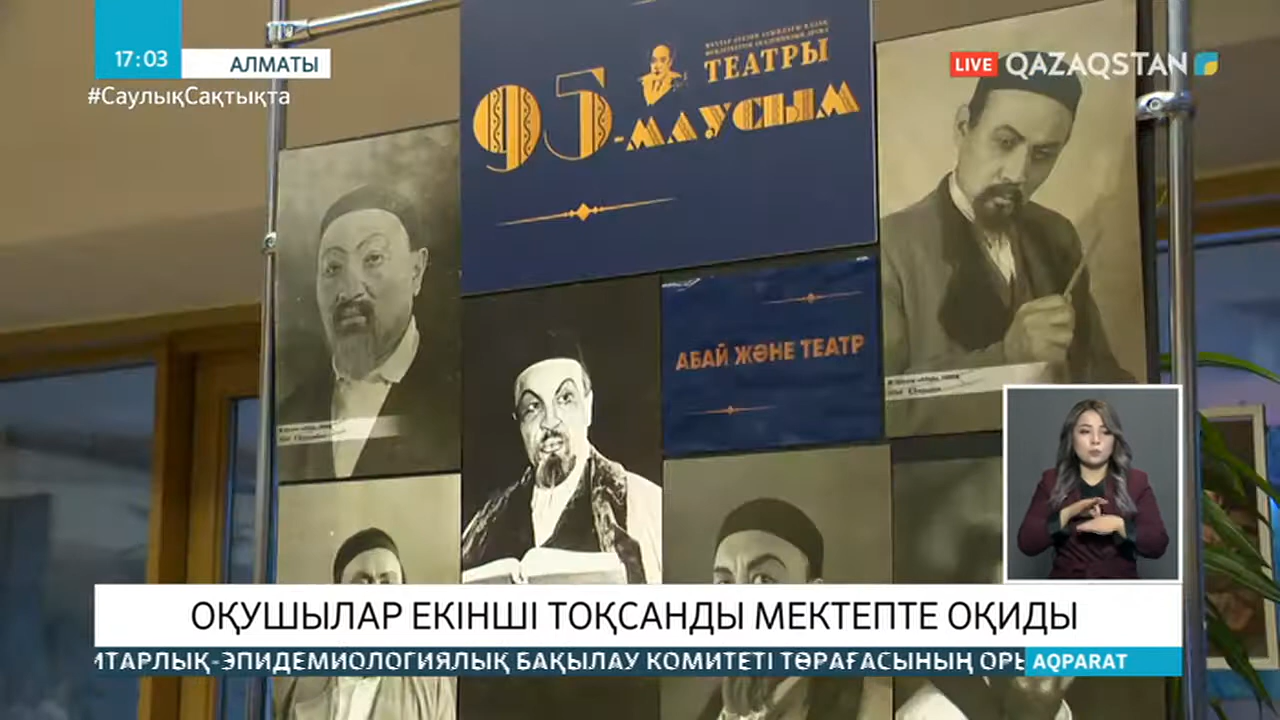 17:03
АЛМАТЫ
#СаулықСақтықта
LIVE QAZAQSTAN
ТЕАТРЫ
95-МАУСЫМ
АБАЙ ЖӘНЕ ТЕАТР
ОҚУШЫЛАР ЕКІНШІ ТОҚСАНДЫ МЕКТЕПТЕ ОҚИДЫ
ИТАРЛЫҚ-ЭПИДЕМИОЛОГИЯЛЫҚ БАҚЫЛАУ КОМИТЕТІ ТӨРАҒАСЫНЫҢ ОРЫ
AQPARAT